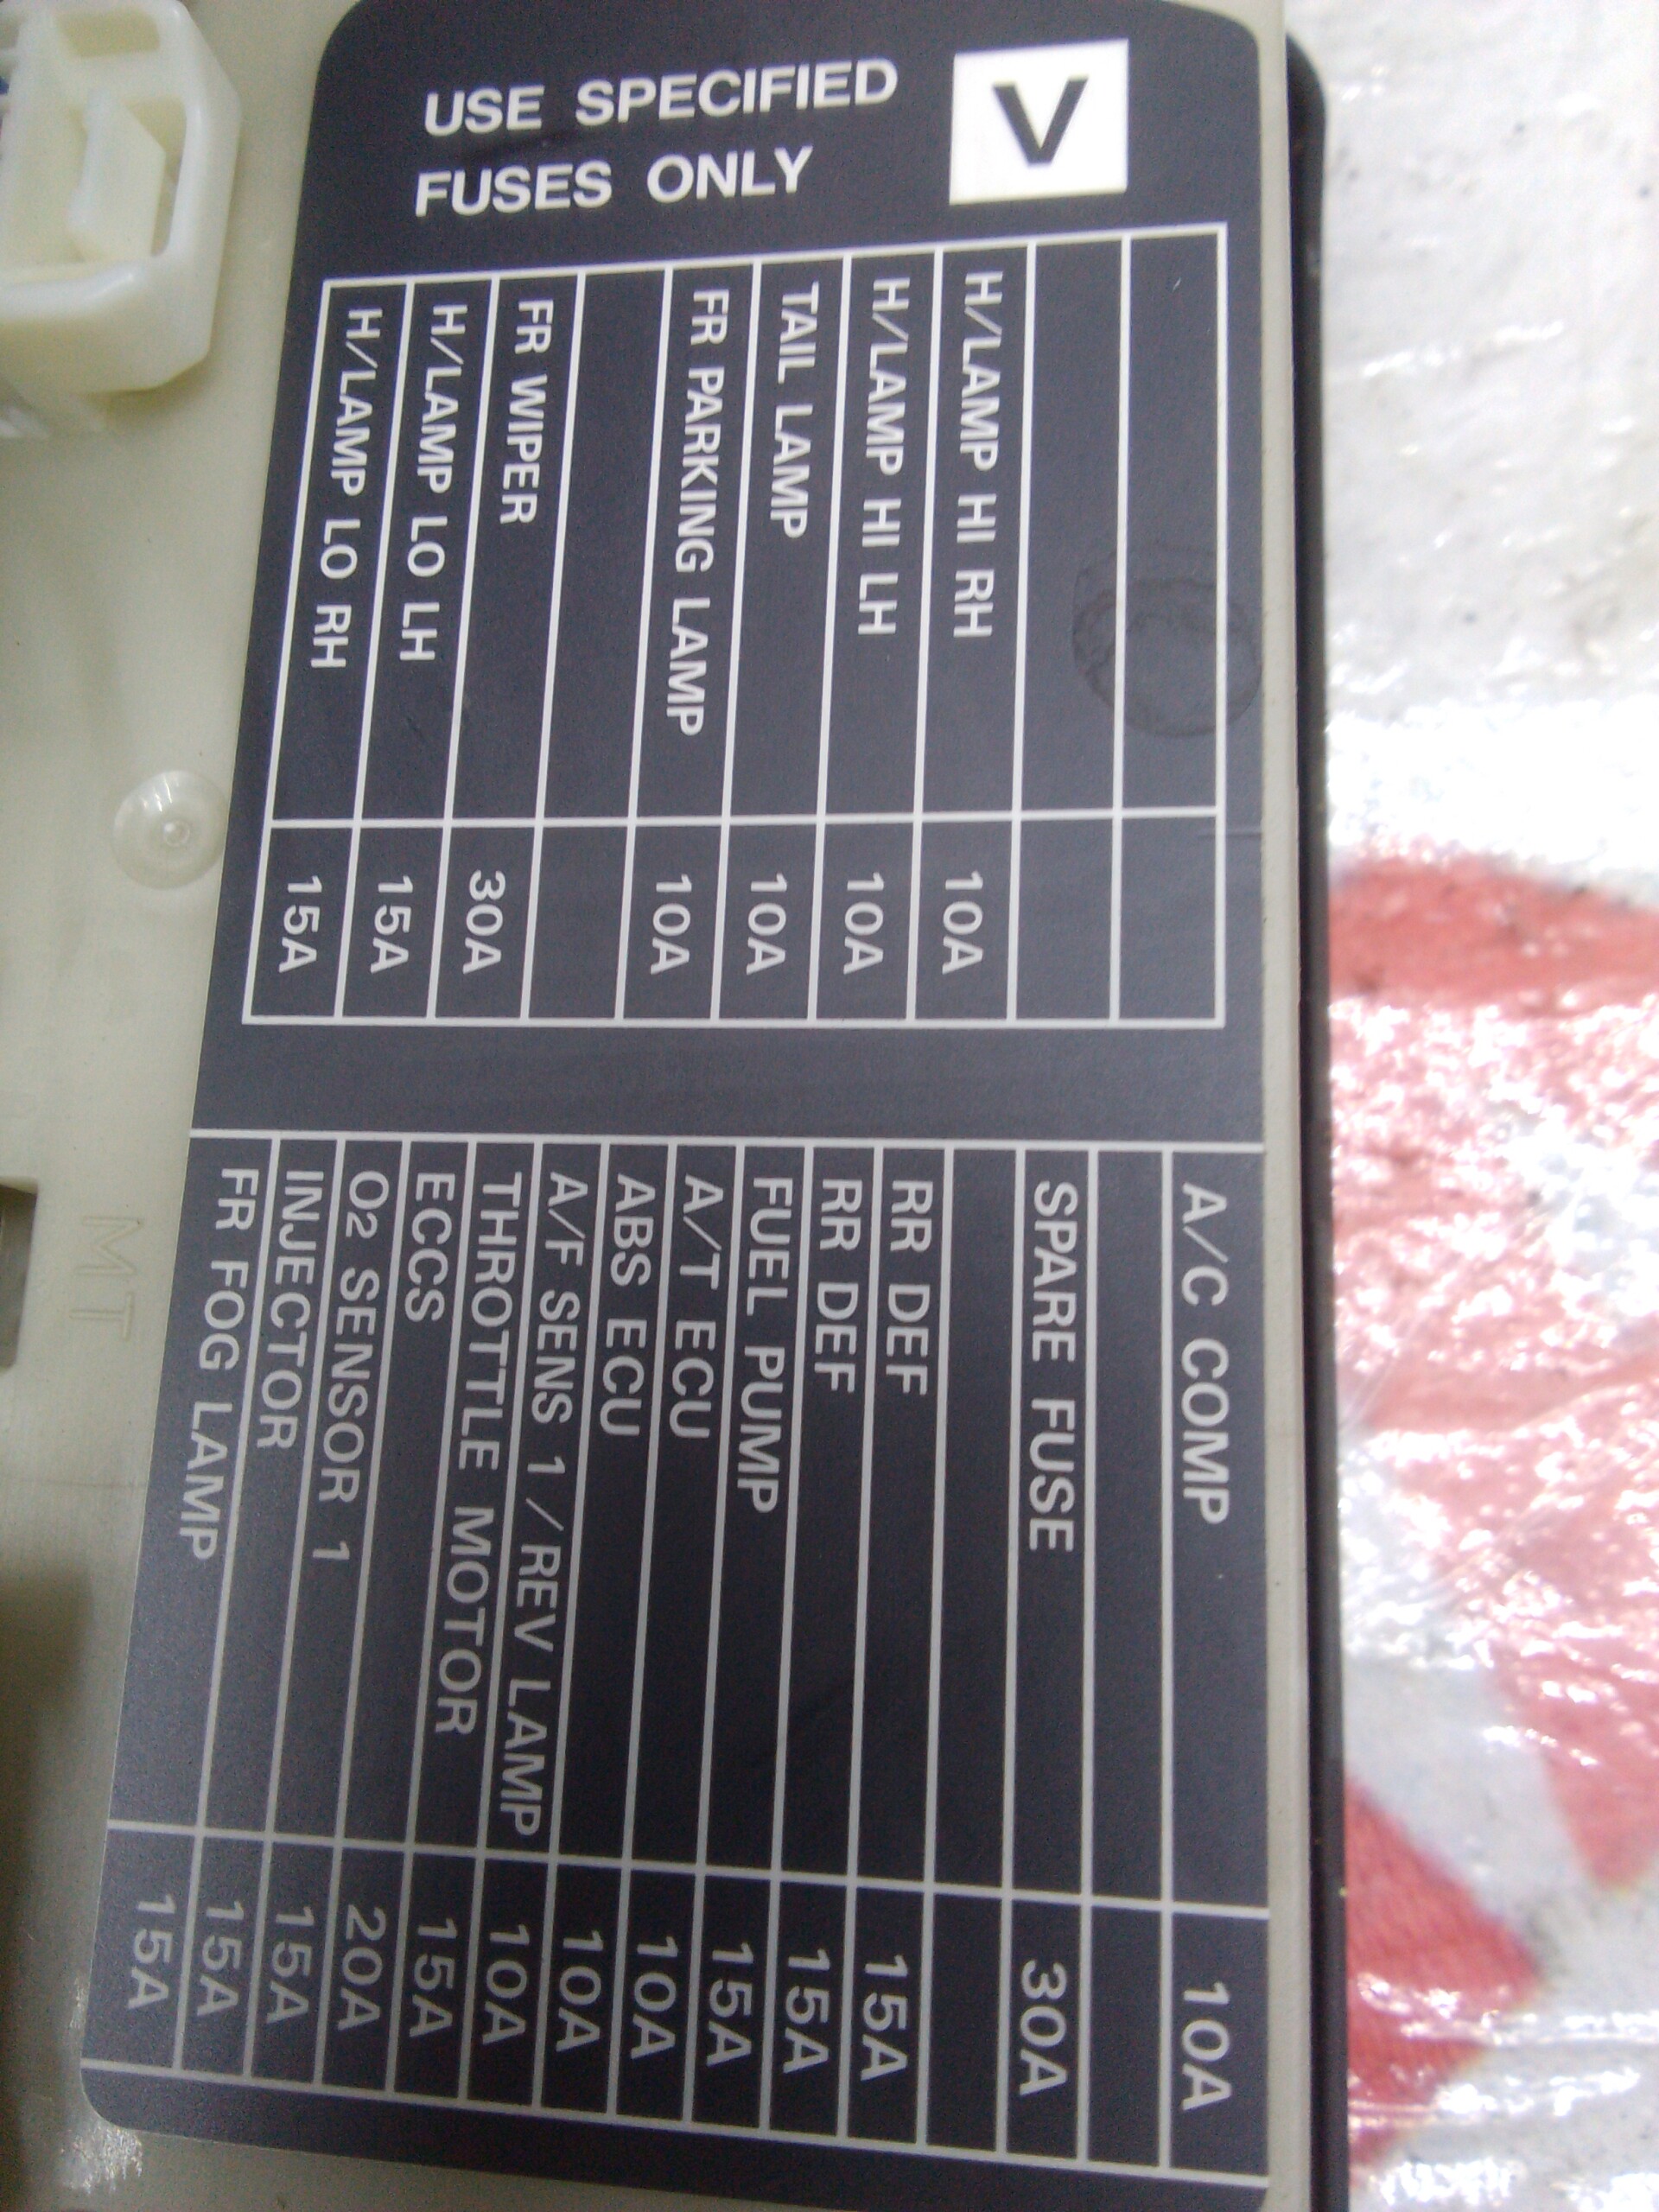 USE SPECIFIED
FUSES ONLY
V
H/LAMP HI RH 10A
H/LAMP HI LH 10A
TAIL LAMP 10A
FR PARKING LAMP 10A
FR WIPER 30A
H/LAMP LO LH 15A
H/LAMP LO RH 15A
A/C COMP 10A
SPARE FUSE 30A
RR DEF 15A
RR DEF 15A
FUEL PUMP 15A
A/T ECU 10A
ABS ECU 10A
A/F SENS 1 / REV LAMP 10A
THROTTLE MOTOR 15A
ECCS 20A
O2 SENSOR 1 15A
INJECTOR 15A
FR FOG LAMP 15A
MT